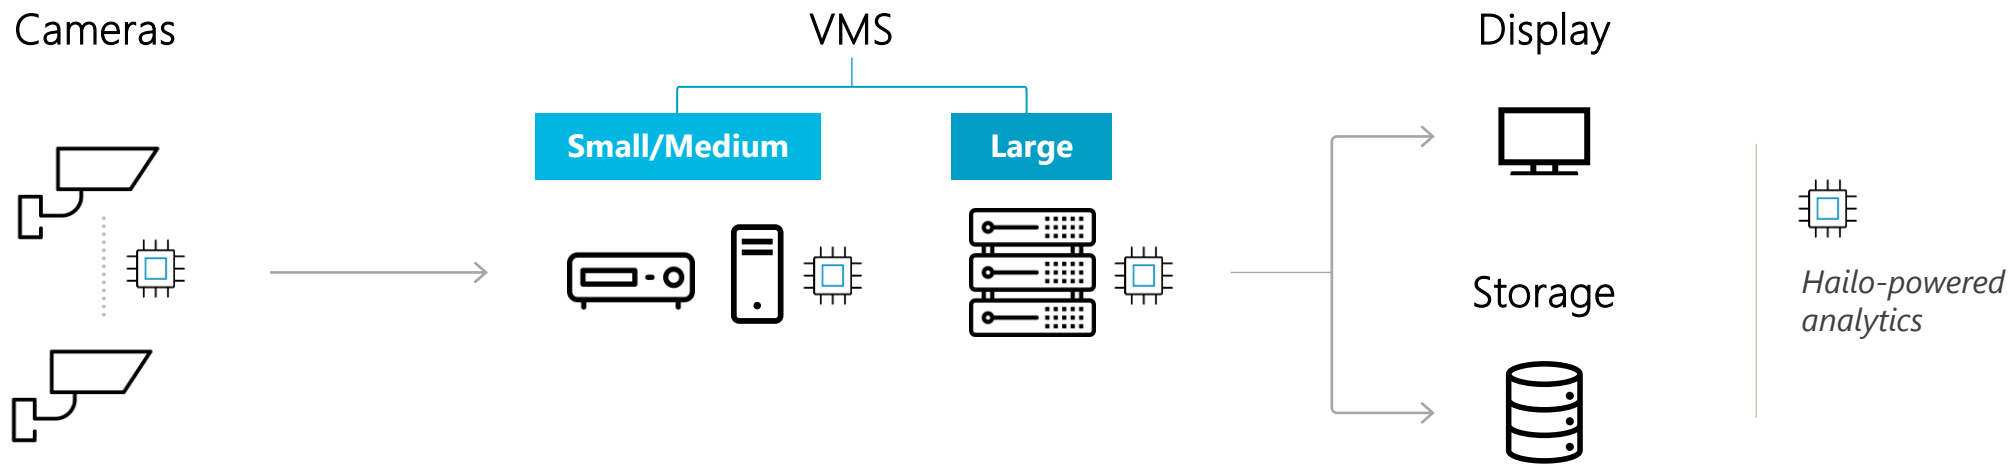 Cameras
VMS
Display
Small/Medium
Large
Storage
Hailo-powered
analytics